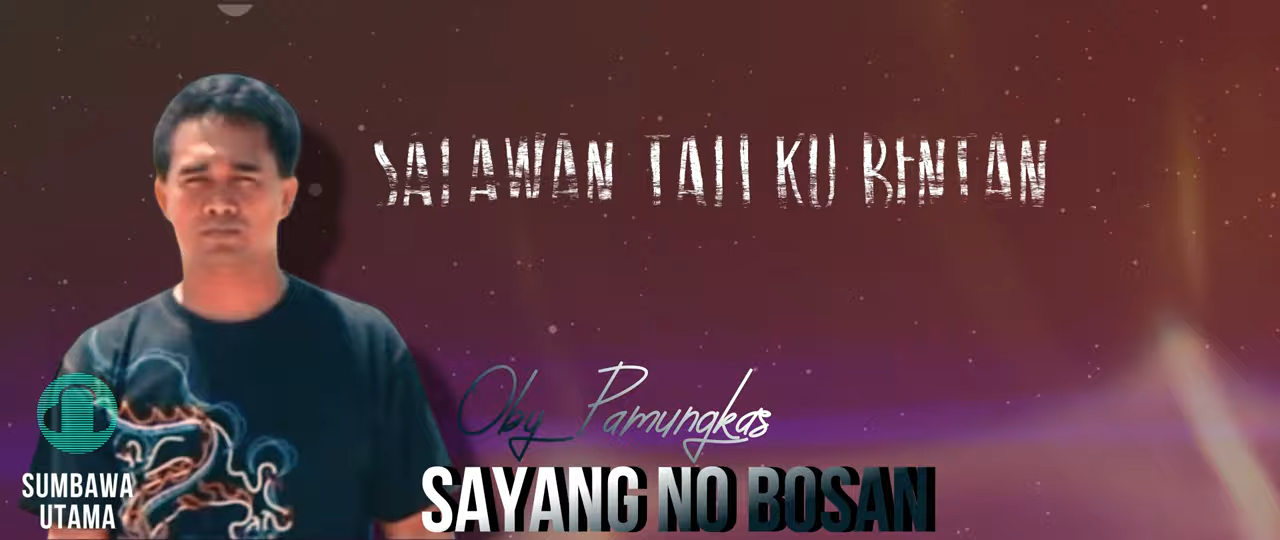 SALAWAN TALI KU BENTAN
Oby Pamungkas
SAYANG NO BOSAN
SUMBAWA
UTAMA